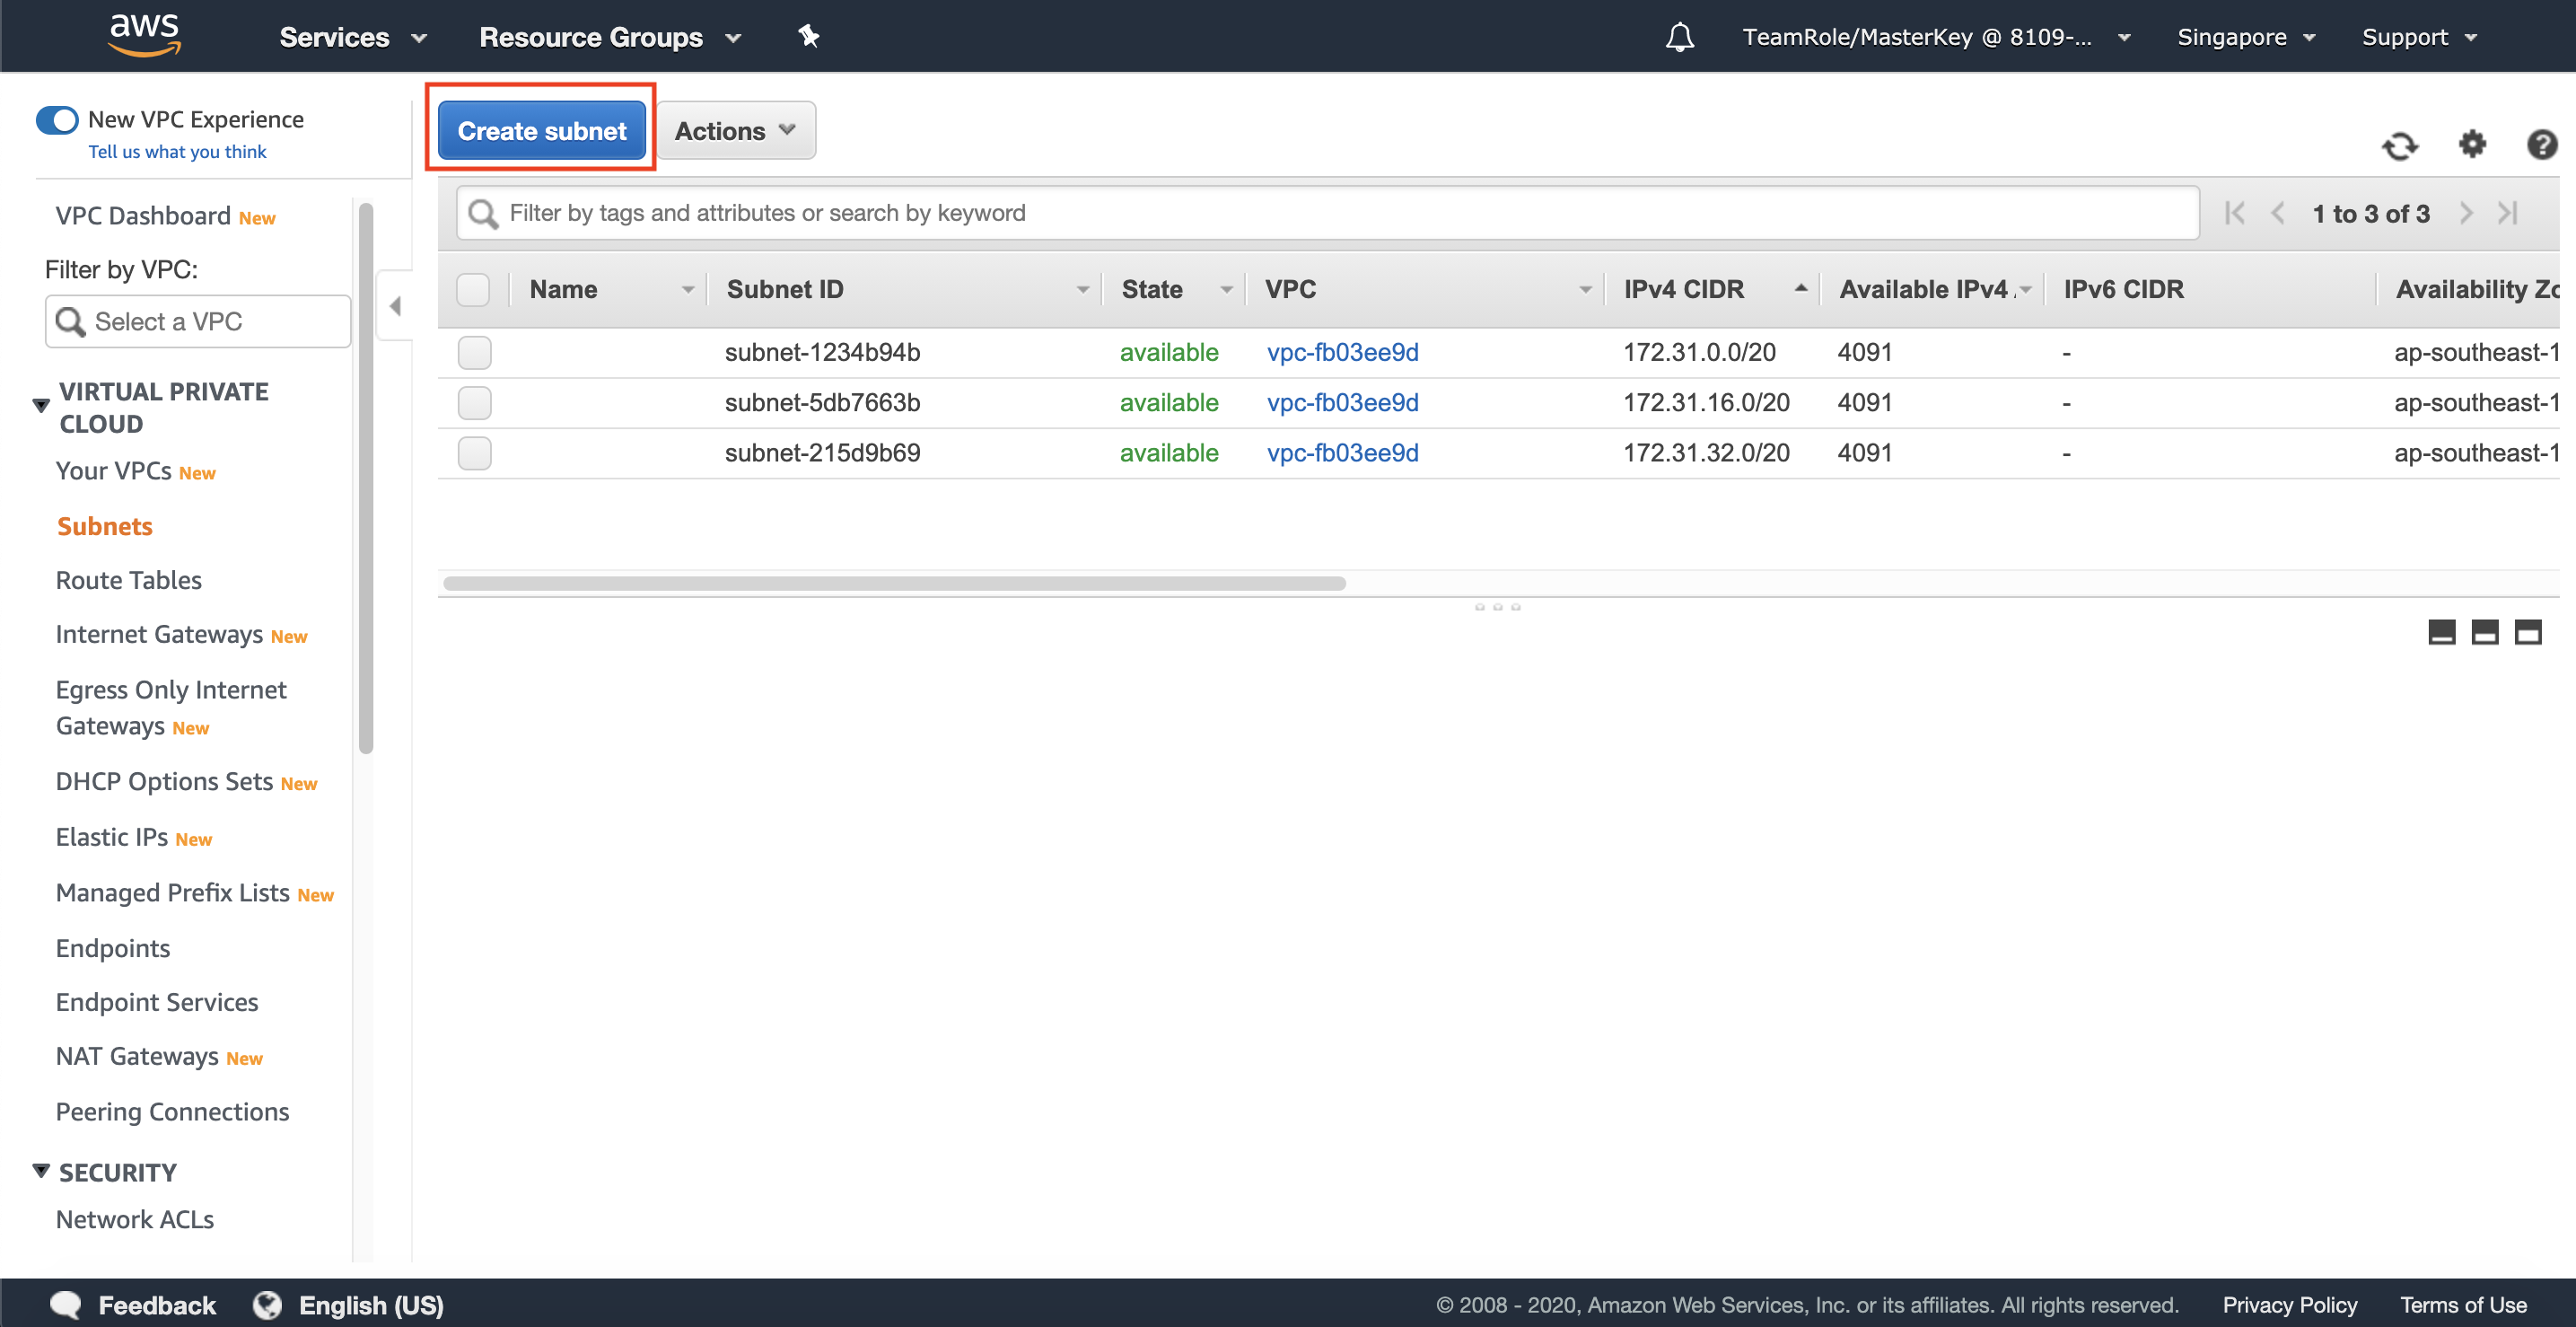 aws
Services
Resource Groups
TeamRole/MasterKey @ 8109-...
Singapore
Support
New VPC Experience
Tell us what you think
VPC Dashboard New
Filter by VPC:
Select a VPC
VIRTUAL PRIVATE
CLOUD
Your VPCs New
Subnets
Route Tables
Internet Gateways New
Egress Only Internet
Gateways New
DHCP Options Sets New
Elastic IPs New
Managed Prefix Lists New
Endpoints
Endpoint Services
NAT Gateways New
Peering Connections
SECURITY
Network ACLs
Create subnet
Actions
Filter by tags and attributes or search by keyword
1 to 3 of 3
Name Subnet ID State VPC IPv4 CIDR Available IPv4 IPv6 CIDR Availability Zo
subnet-1234b94b available vpc-fb03ee9d 172.31.0.0/20 4091 - ap-southeast-1
subnet-5db7663b available vpc-fb03ee9d 172.31.16.0/20 4091 - ap-southeast-1
subnet-215d9b69 available vpc-fb03ee9d 172.31.32.0/20 4091 - ap-southeast-1
Feedback
English (US)
© 2008 - 2020, Amazon Web Services, Inc. or its affiliates. All rights reserved.
Privacy Policy
Terms of Use